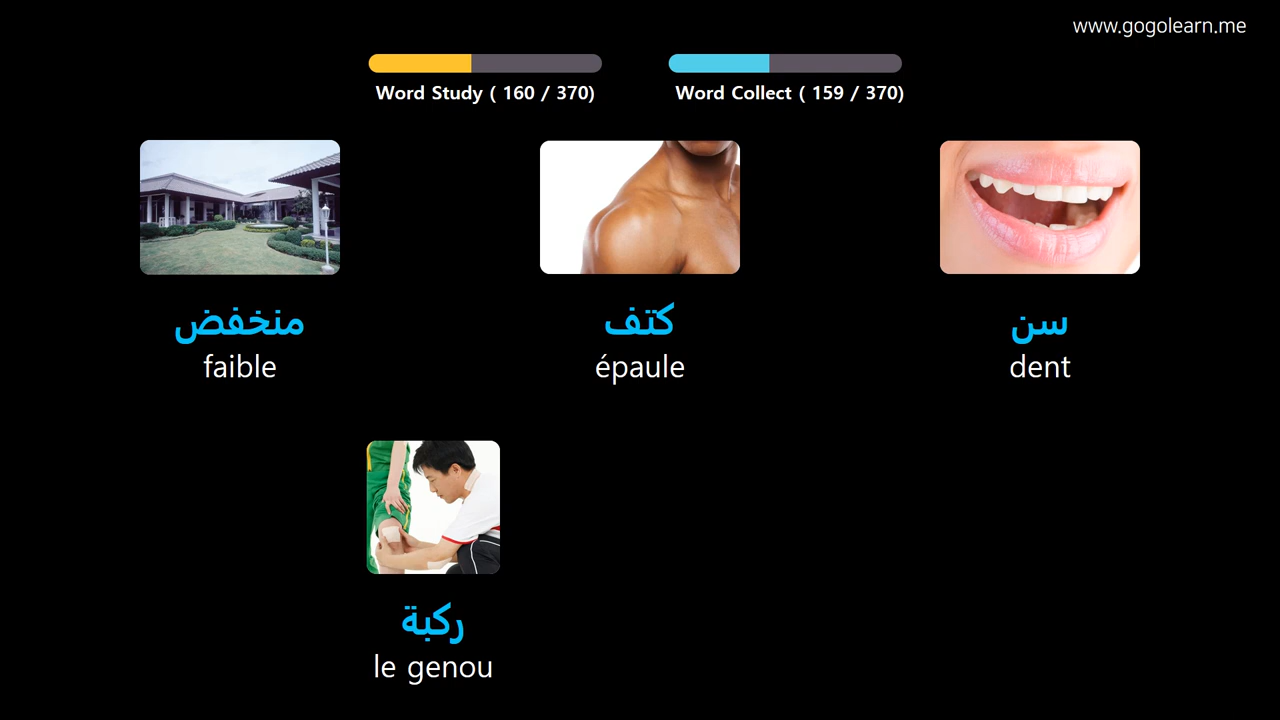 www.gogolearn.me
Word Study ( 160 / 370)
Word Collect ( 159 / 370)
منخفض
faible
كتف
épaule
سن
dent
ركبة
le genou